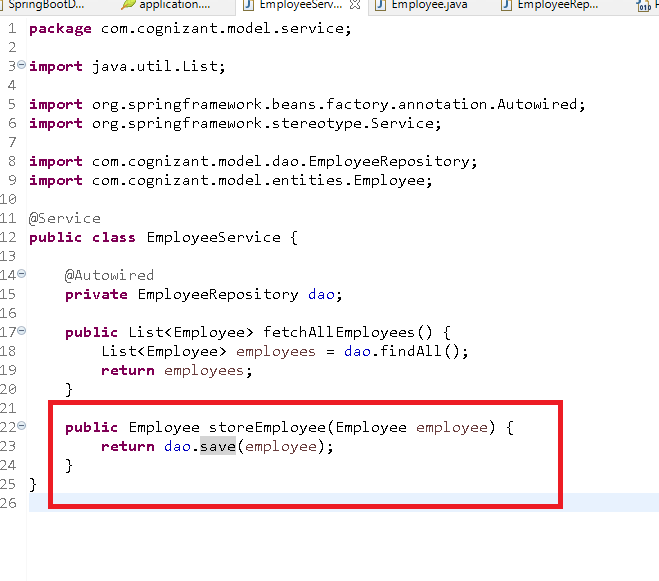 SpringBootD... application.... EmployeeServ... Employee.java EmployeeRep...
1 package com.cognizant.model.service;
2
3 import java.util.List;
4
5 import org.springframework.beans.factory.annotation.Autowired;
6 import org.springframework.stereotype.Service;
7
8 import com.cognizant.model.dao.EmployeeRepository;
9 import com.cognizant.model.entities.Employee;
10
11 @Service
12 public class EmployeeService {
13
14 @Autowired
15 private EmployeeRepository dao;
16
17 public List<Employee> fetchAllEmployees() {
18 List<Employee> employees = dao.findAll();
19 return employees;
20 }
21
22 public Employee storeEmployee(Employee employee) {
23 return dao.save(employee);
24 }
25 }
26